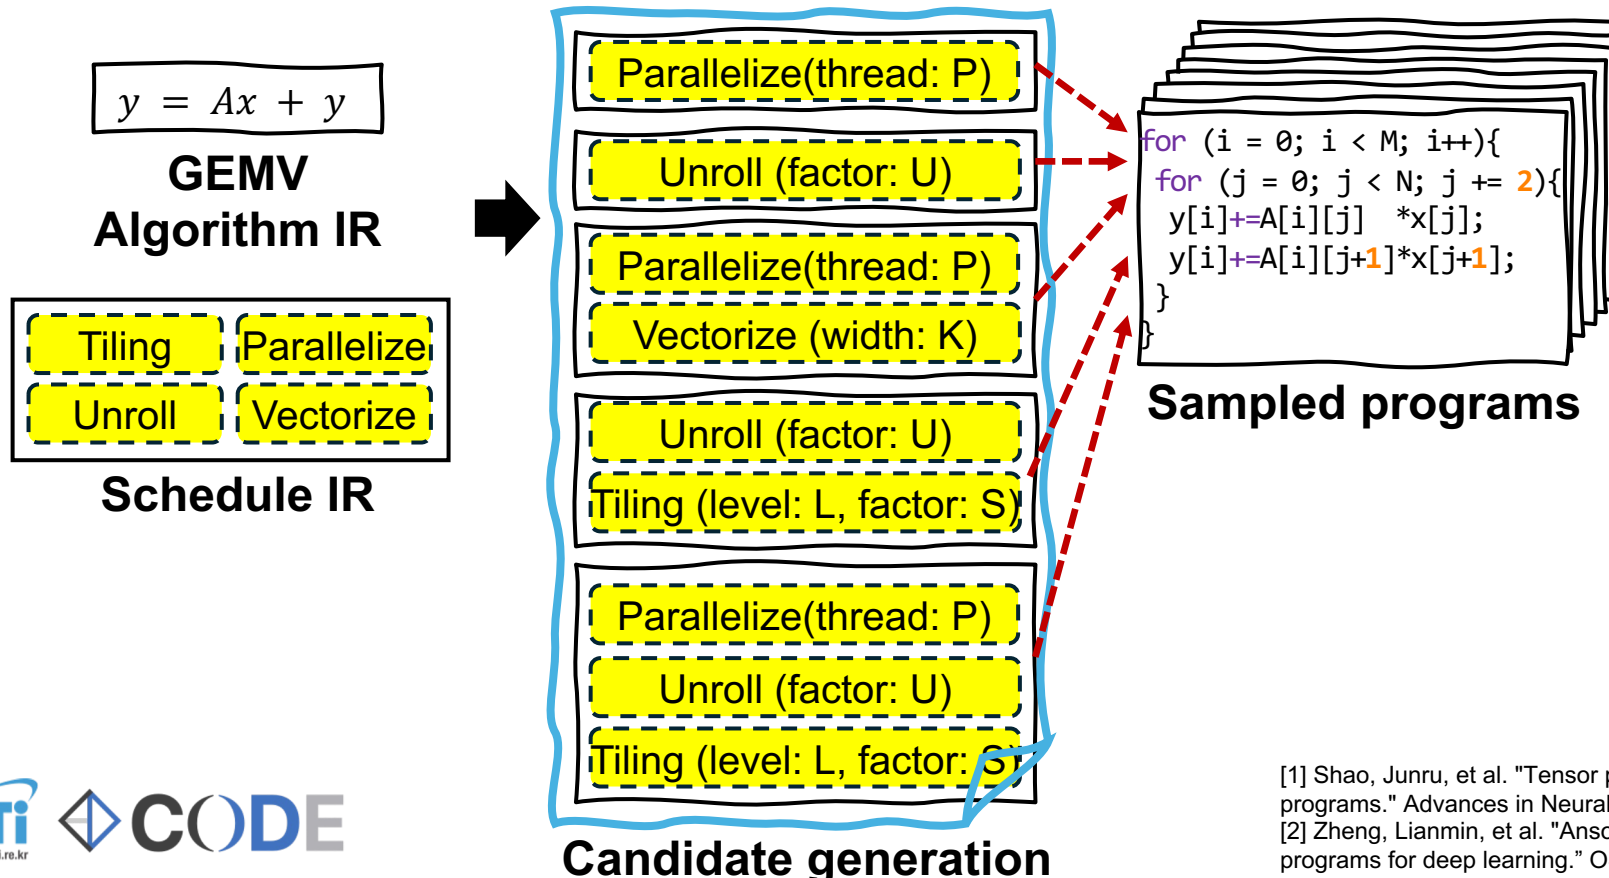 y = Ax + y
GEMV
Algorithm IR
Tiling
Parallelize
Unroll
Vectorize
Schedule IR
Parallelize(thread: P)
Unroll (factor: U)
Parallelize(thread: P)
Vectorize (width: K)
Unroll (factor: U)
Tiling (level: L, factor: S)
Parallelize(thread: P)
Unroll (factor: U)
Tiling (level: L, factor: S)
Candidate generation
for (i = 0; i < M; i++){
for (j = 0; j < N; j += 2){
y[i]+=A[i][j] *x[j];
y[i]+=A[i][j+1]*x[j+1];
}
}
Sampled programs
CODE
i.re.kr
[1] Shao, Junru, et al. "Tensor p
programs." Advances in Neural
[2] Zheng, Lianmin, et al. "Anso
programs for deep learning." O